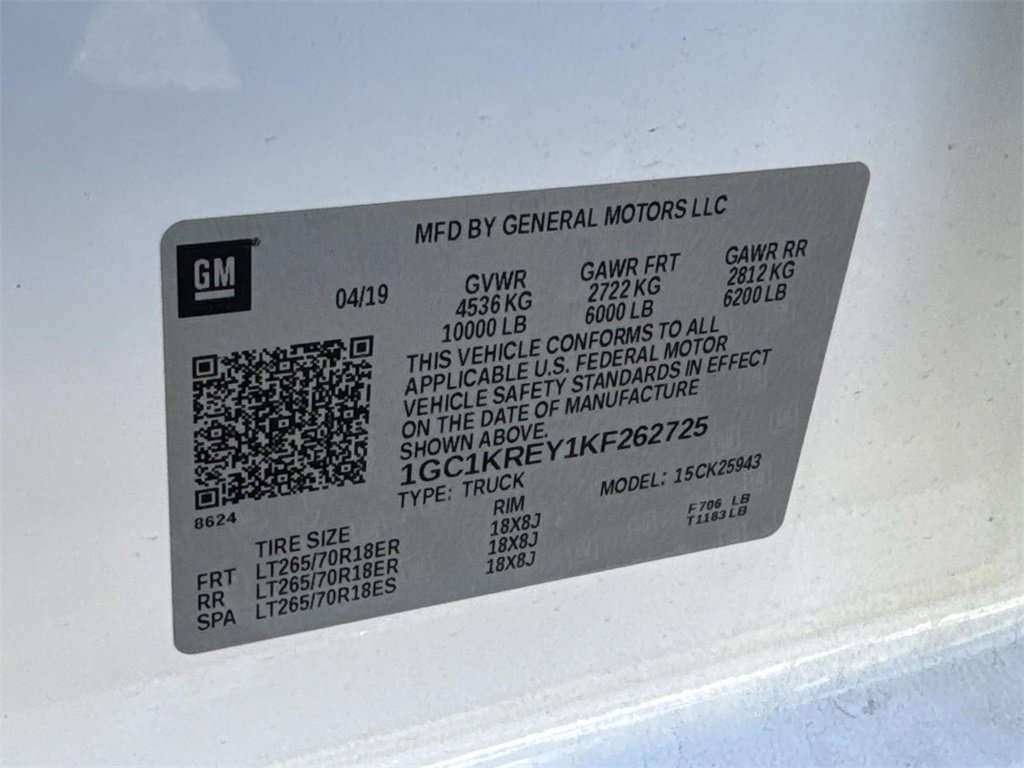 MFD BY GENERAL MOTORS LLC
GM
04/19
GVWR GAWR FRT GAWR RR
4536 KG 2722 KG 2812 KG
10000 LB 6000 LB 6200 LB
THIS VEHICLE CONFORMS TO ALL
APPLICABLE U.S. FEDERAL MOTOR
VEHICLE SAFETY STANDARDS IN EFFECT
ON THE DATE OF MANUFACTURE
SHOWN ABOVE.
1GC1KREY1KF262725
TYPE: TRUCK MODEL: 15CK25943
8624
F706 LB
T1183 LB
TIRE SIZE RIM
FRT LT265/70R18ER 18X8J
RR LT265/70R18ER 18X8J
SPA LT265/70R18ES 18X8J